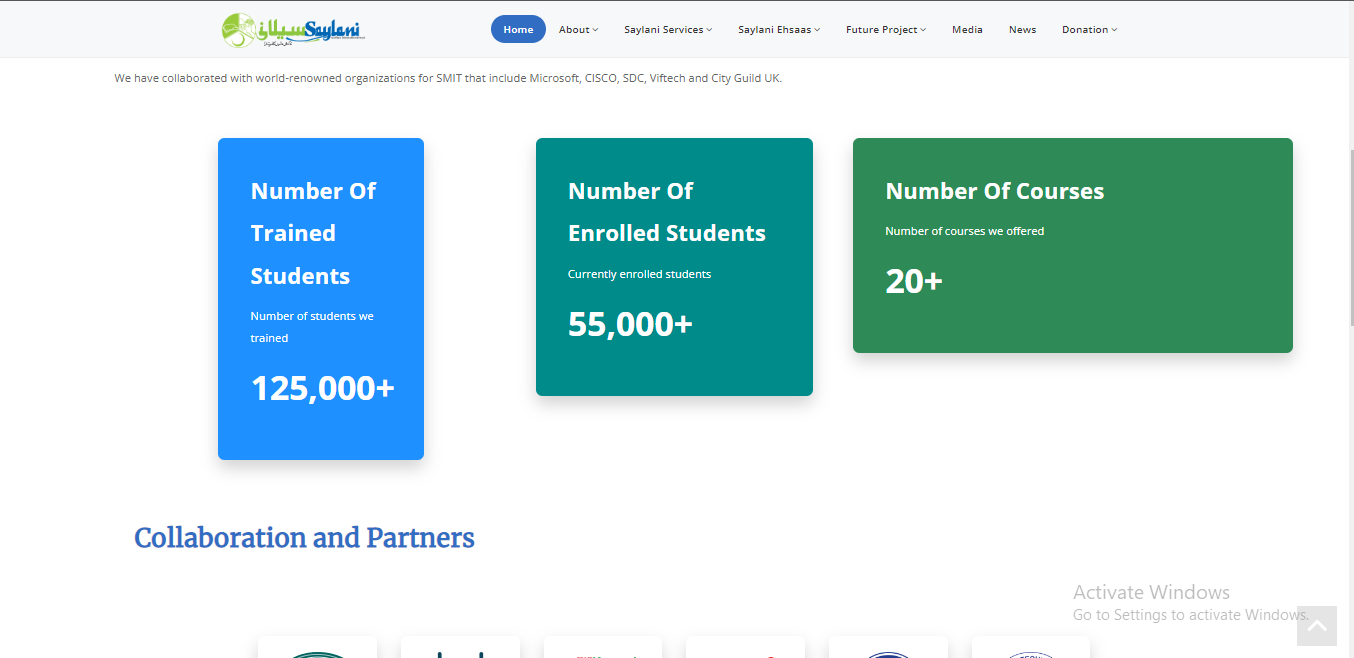 سیلانی Saylani
Home About Saylani Services Saylani Ehsaas Future Project Media News Donation
We have collaborated with world-renowned organizations for SMIT that include Microsoft, CISCO, SDC, Viftech and City Guild UK.
Number Of
Trained
Students
Number of students we
trained
125,000+
Number Of
Enrolled Students
Currently enrolled students
55,000+
Number Of Courses
Number of courses we offered
20+
Collaboration and Partners
Activate Windows
Go to Settings to activate Windows.